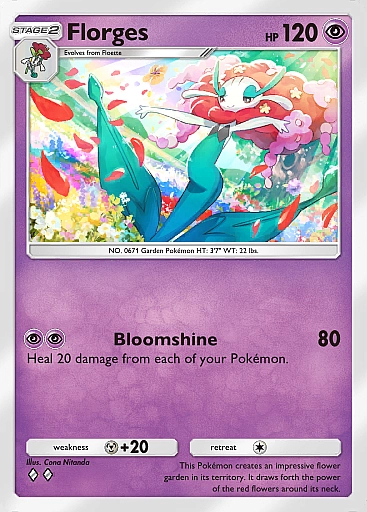 STAGE2
Florges
HP 120
Evolves from Floette
NO. 0671 Garden Pokémon HT: 3'7" WT: 22 lbs.
Bloomshine 80
Heal 20 damage from each of your Pokémon.
weakness +20 retreat
Illus. Cona Nitanda
This Pokémon creates an impressive flower
garden in its territory. It draws forth the power
of the red flowers around its neck.